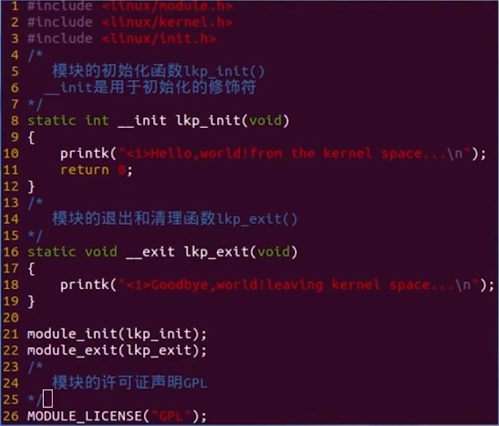 1 #include <linux/module.h>
2 #include <linux/kernel.h>
3 #include <linux/init.h>
4 /*
5    模块的初始化函数lkp_init()
6   __init是用于初始化的修饰符
7 */
8 static int __init lkp_init(void)
9 {
10     printk("<1>Hello,world!from the kernel space...\n");
11     return 0;
12 }
13 /*
14    模块的退出和清理函数lkp_exit()
15 */
16 static void __exit lkp_exit(void)
17 {
18     printk("<1>Goodbye,world!leaving kernel space...\n");
19 }
20
21 module_init(lkp_init);
22 module_exit(lkp_exit);
23 /*
24    模块的许可证声明GPL
25 */
26 MODULE_LICENSE("GPL");